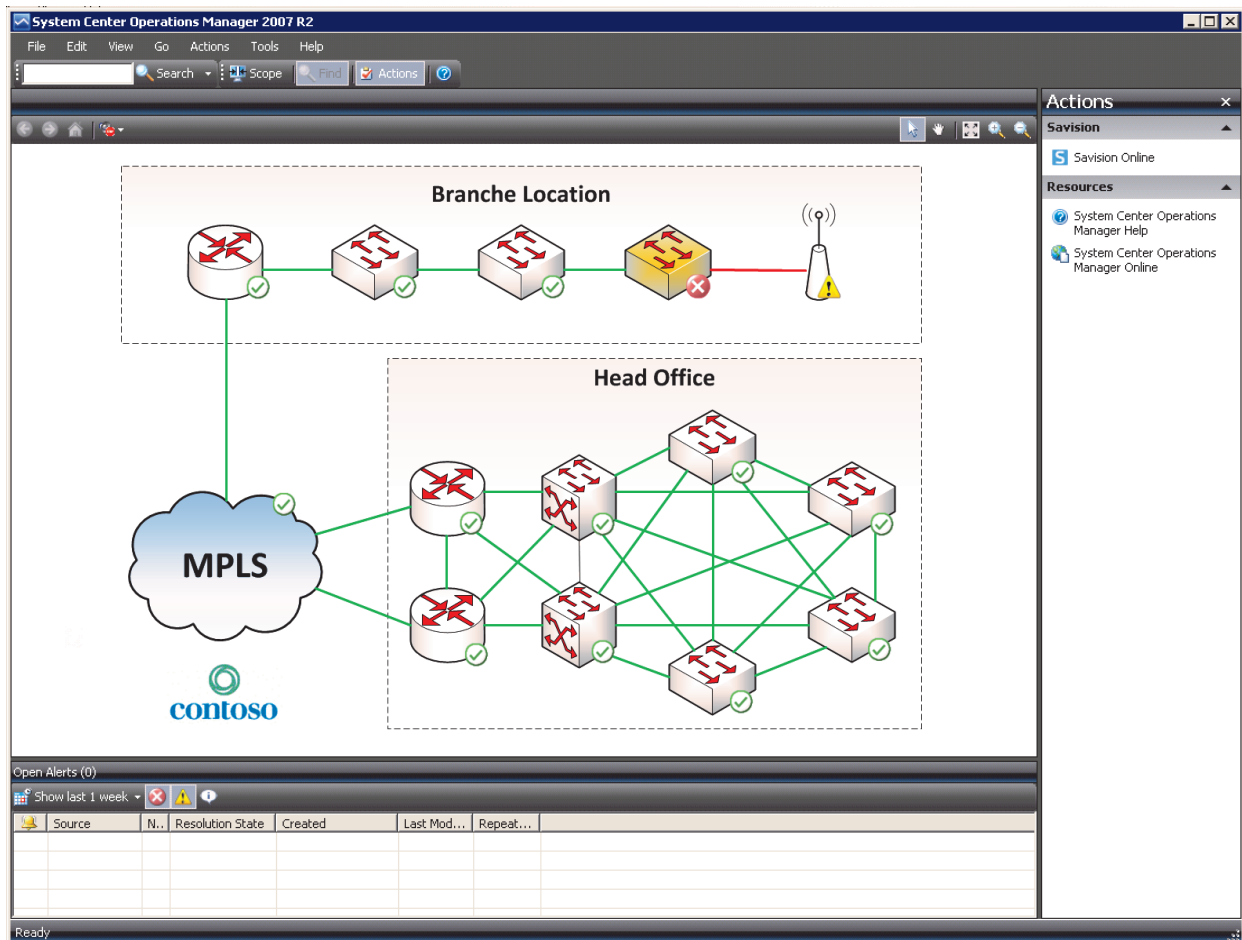 System Center Operations Manager 2007 R2
File Edit View Go Actions Tools Help
Search Scope Find Actions
Actions
Savision
Savision Online
Resources
System Center Operations
Manager Help
System Center Operations
Manager Online
Branche Location
Head Office
MPLS
contoso
Open Alerts (0)
Show last 1 week
Source N.. Resolution State Created Last Mod... Repeat...
Ready